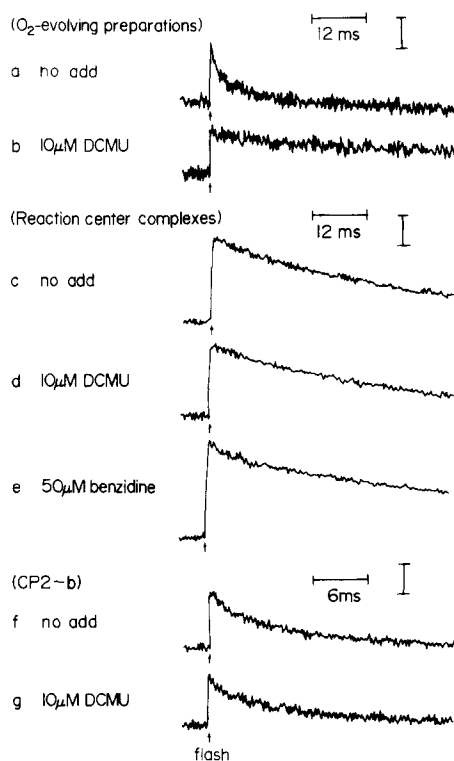 (O₂-evolving preparations)
12 ms
a no add
b 10μM DCMU
(Reaction center complexes)
12 ms
c no add
d 10μM DCMU
e 50μM benzidine
(CP2-b)
6ms
f no add
g 10μM DCMU
flash